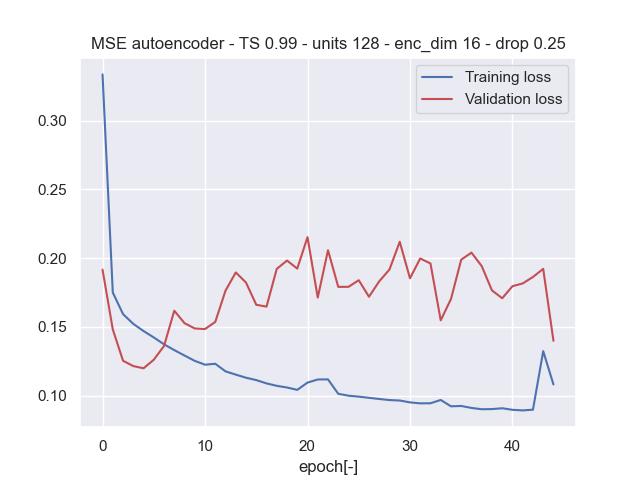 MSE autoencoder - TS 0.99 - units 128 - enc_dim 16 - drop 0.25
Training loss
Validation loss
0.30
0.25
0.20
0.15
0.10
0 10 20 30 40
epoch[-]